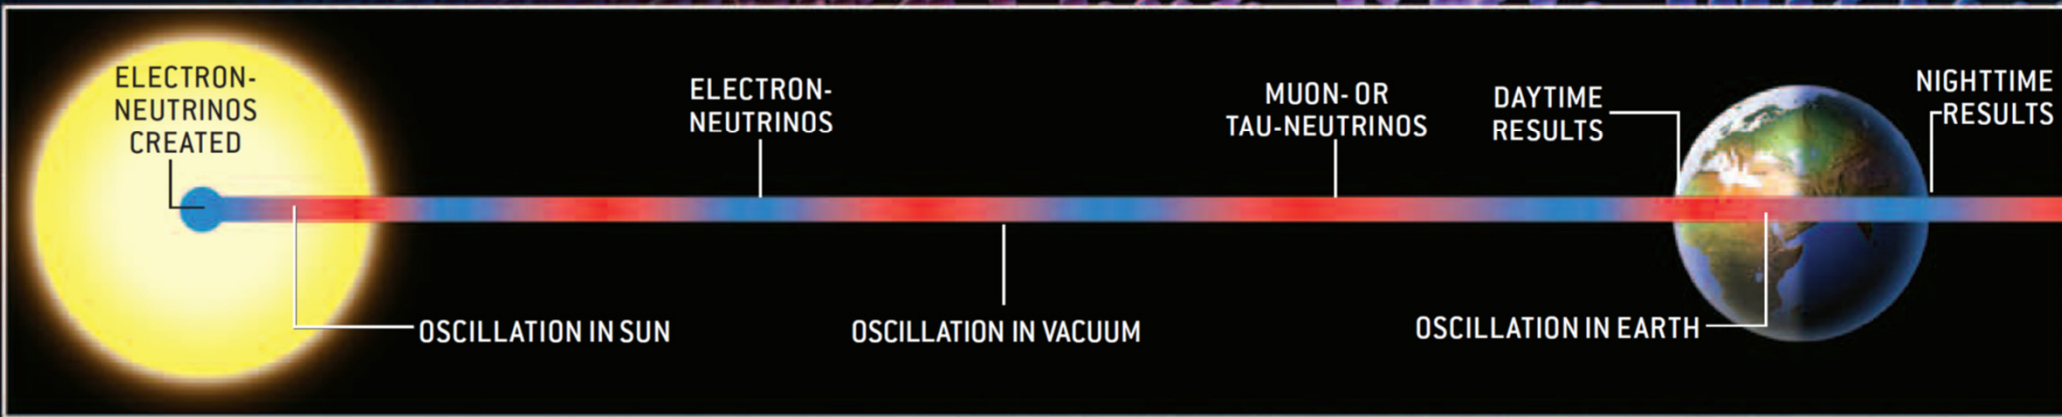 ELECTRON-
NEUTRINOS
CREATED
ELECTRON-
NEUTRINOS
MUON- OR
TAU-NEUTRINOS
DAYTIME
RESULTS
NIGHTTIME
RESULTS
OSCILLATION IN SUN
OSCILLATION IN VACUUM
OSCILLATION IN EARTH